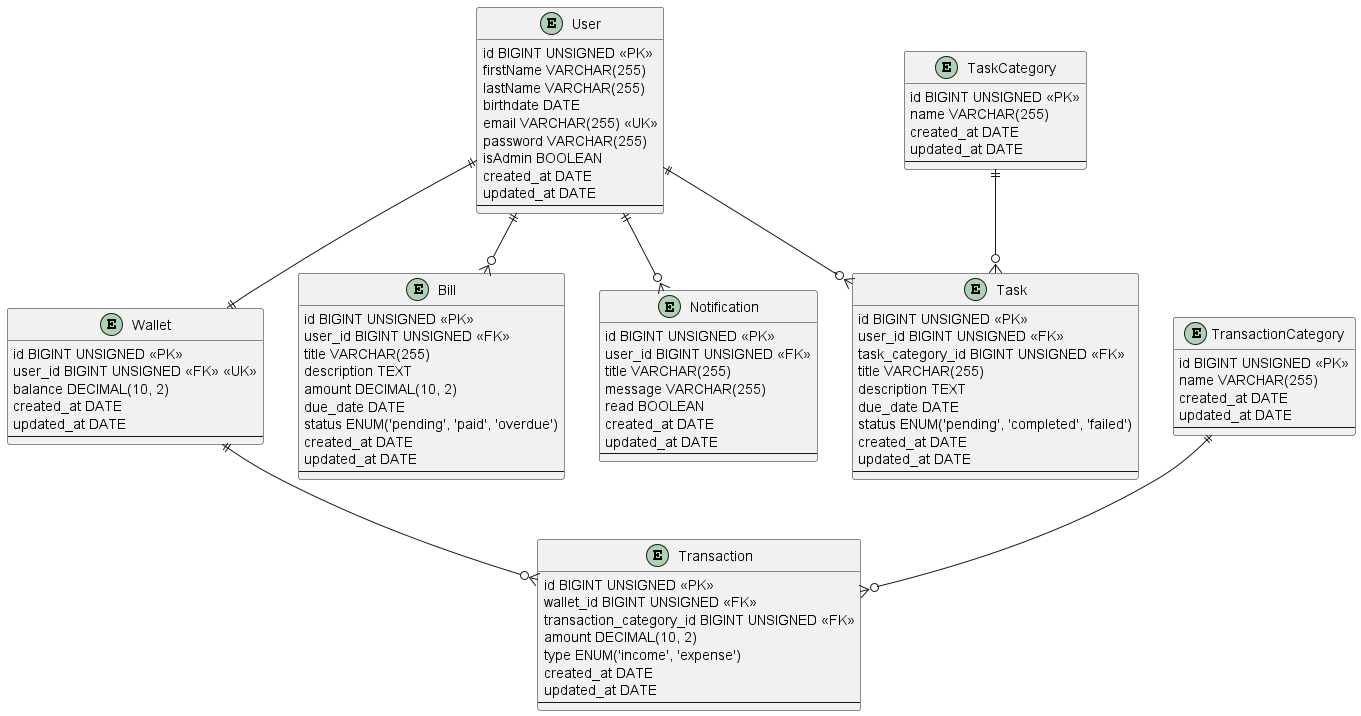 E User
id BIGINT UNSIGNED «PK»
firstName VARCHAR(255)
lastName VARCHAR(255)
birthdate DATE
email VARCHAR(255) «UK»
password VARCHAR(255)
isAdmin BOOLEAN
created_at DATE
updated_at DATE
E TaskCategory
id BIGINT UNSIGNED «PK»
name VARCHAR(255)
created_at DATE
updated_at DATE
E Wallet
id BIGINT UNSIGNED «PK»
user_id BIGINT UNSIGNED «FK» «UK»
balance DECIMAL(10, 2)
created_at DATE
updated_at DATE
E Bill
id BIGINT UNSIGNED «PK»
user_id BIGINT UNSIGNED «FK»
title VARCHAR(255)
description TEXT
amount DECIMAL(10, 2)
due_date DATE
status ENUM('pending', 'paid', 'overdue')
created_at DATE
updated_at DATE
E Notification
id BIGINT UNSIGNED «PK»
user_id BIGINT UNSIGNED «FK»
title VARCHAR(255)
message VARCHAR(255)
read BOOLEAN
created_at DATE
updated_at DATE
E Task
id BIGINT UNSIGNED «PK»
user_id BIGINT UNSIGNED «FK»
task_category_id BIGINT UNSIGNED «FK»
title VARCHAR(255)
description TEXT
due_date DATE
status ENUM('pending', 'completed', 'failed')
created_at DATE
updated_at DATE
E TransactionCategory
id BIGINT UNSIGNED «PK»
name VARCHAR(255)
created_at DATE
updated_at DATE
E Transaction
id BIGINT UNSIGNED «PK»
wallet_id BIGINT UNSIGNED «FK»
transaction_category_id BIGINT UNSIGNED «FK»
amount DECIMAL(10, 2)
type ENUM('income', 'expense')
created_at DATE
updated_at DATE